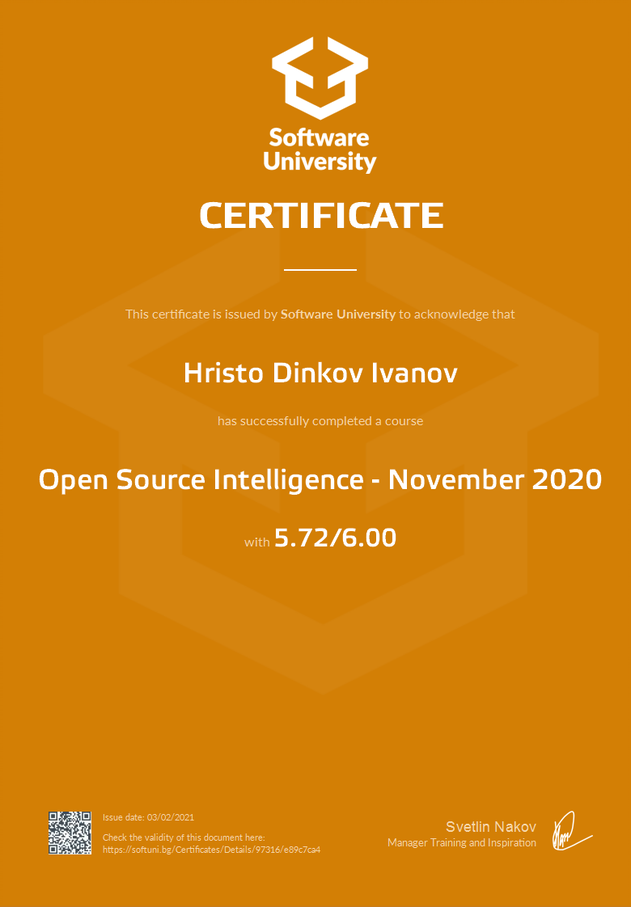 Software
University
CERTIFICATE
This certificate is issued by Software University to acknowledge that
Hristo Dinkov Ivanov
has successfully completed a course
Open Source Intelligence - November 2020
with 5.72/6.00
Issue date: 03/02/2021
Check the validity of this document here:
https://softuni.bg/Certificates/Details/97316/e89c7ca4
Svetlin Nakov
Manager Training and Inspiration